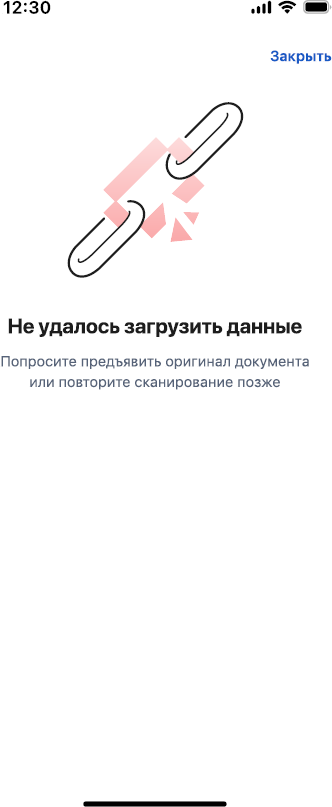 12:30
Закрыть
Не удалось загрузить данные
Попросите предъявить оригинал документа
или повторите сканирование позже